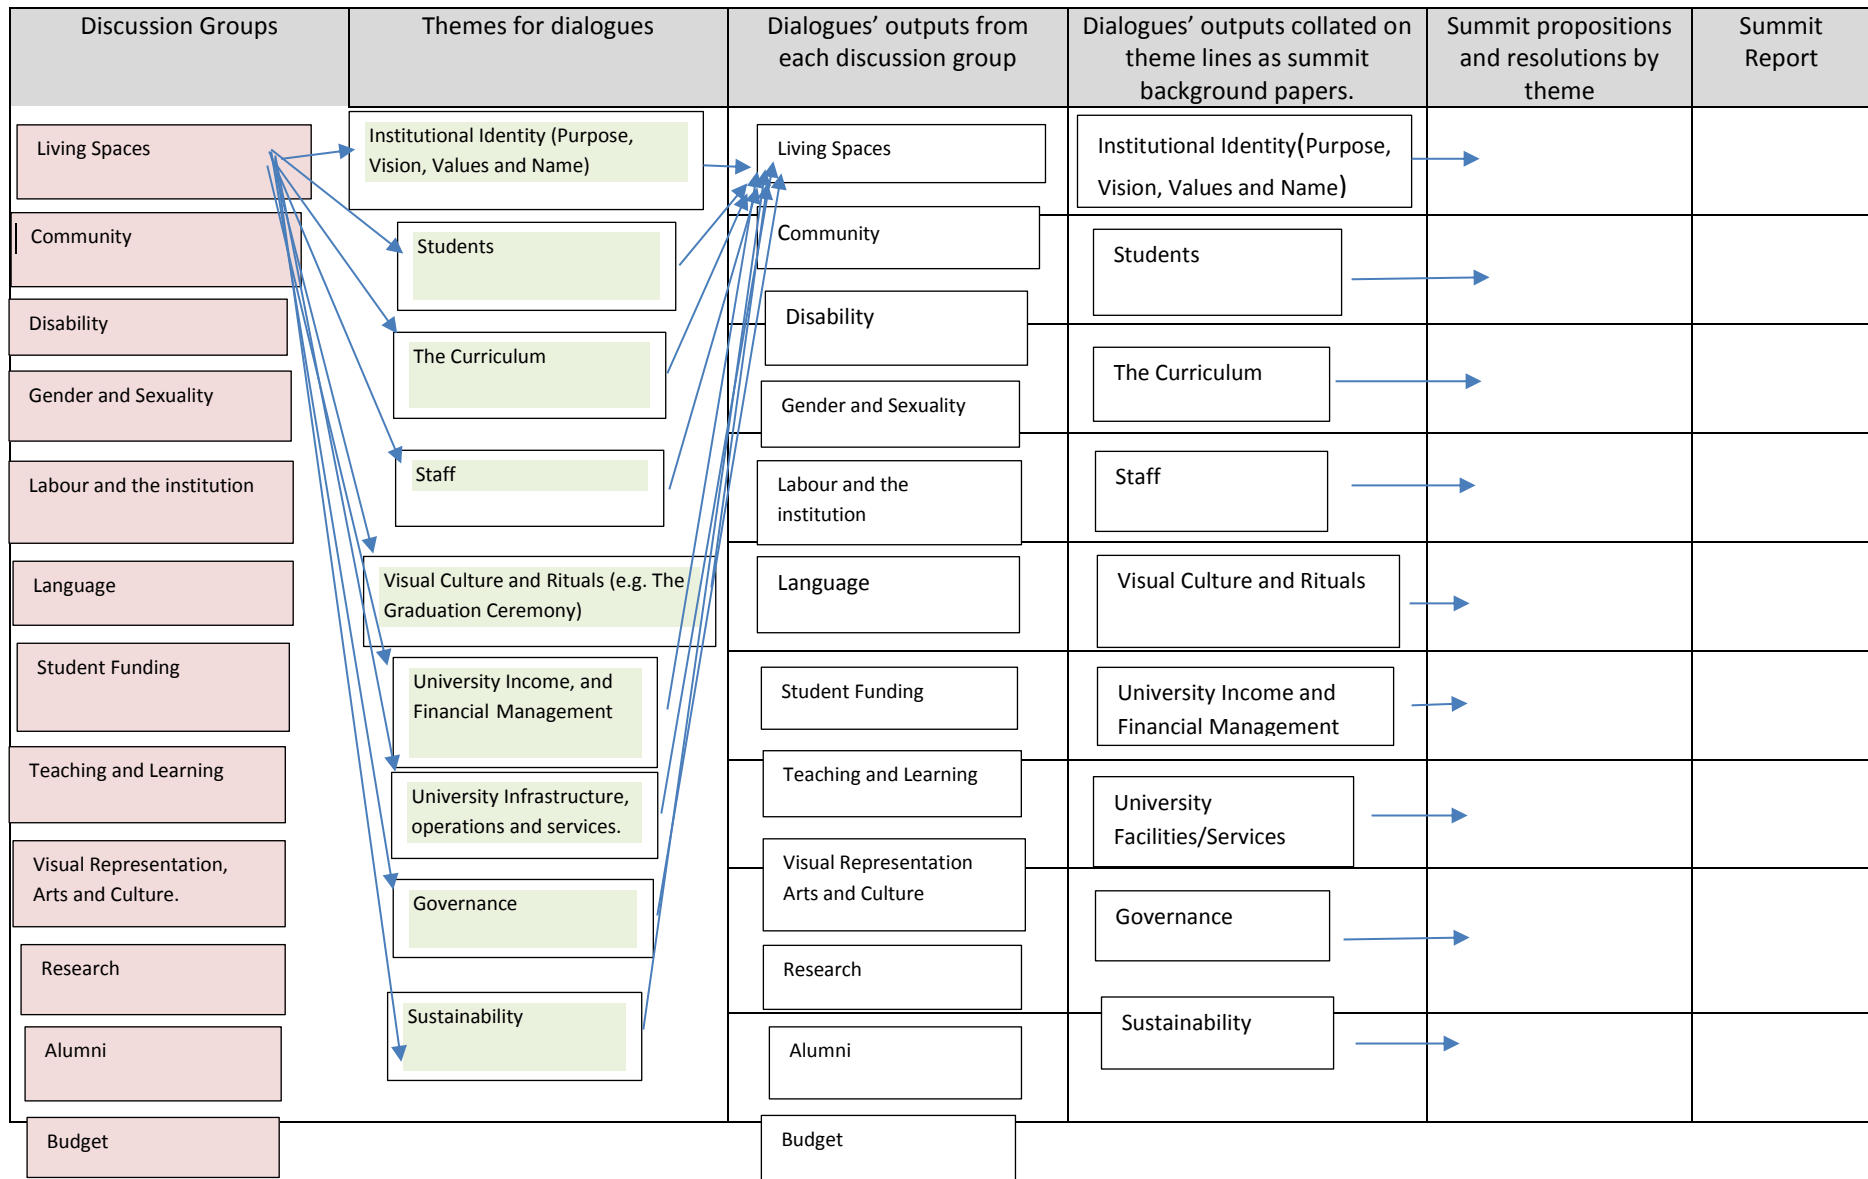 Discussion Groups
Themes for dialogues
Dialogues’ outputs from
each discussion group
Dialogues’ outputs collated on
theme lines as summit
background papers.
Summit propositions
and resolutions by
theme
Summit
Report
Living Spaces
Community
Disability
Gender and Sexuality
Labour and the institution
Language
Student Funding
Teaching and Learning
Visual Representation,
Arts and Culture.
Research
Alumni
Budget
Institutional Identity (Purpose,
Vision, Values and Name)
Students
The Curriculum
Staff
Visual Culture and Rituals (e.g. The
Graduation Ceremony)
University Income, and
Financial Management
University Infrastructure,
operations and services.
Governance
Sustainability
Living Spaces
Community
Disability
Gender and Sexuality
Labour and the
institution
Language
Student Funding
Teaching and Learning
Visual Representation
Arts and Culture
Research
Alumni
Budget
Institutional Identity(Purpose,
Vision, Values and Name)
Students
The Curriculum
Staff
Visual Culture and Rituals
University Income and
Financial Management
University
Facilities/Services
Governance
Sustainability